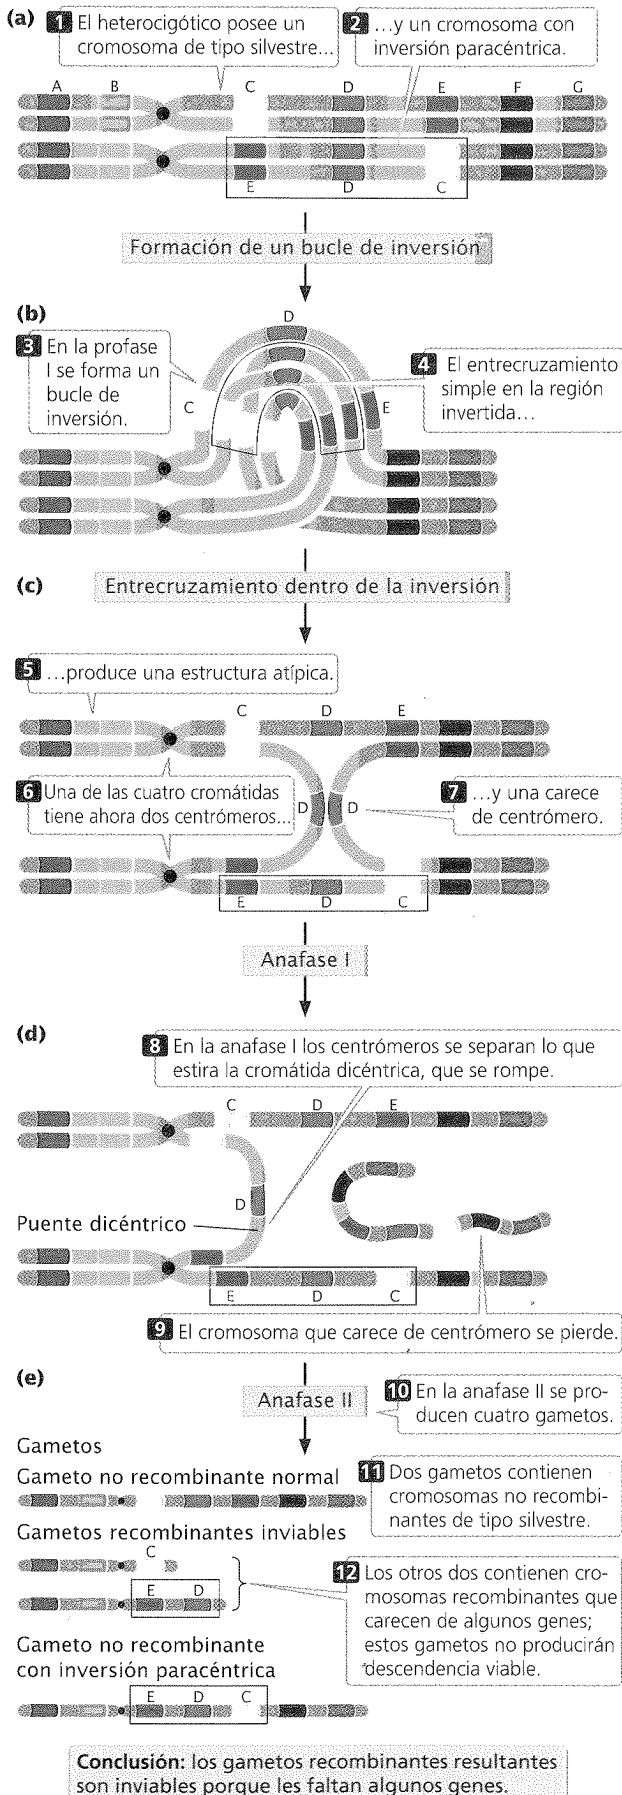 (a)
1 El heterocigótico posee un
cromosoma de tipo silvestre...
2 ...y un cromosoma con
inversión paracéntrica.
A B C D E F G
E D C
Formación de un bucle de inversión
(b)
D
3 En la profase
I se forma un
bucle de
inversión.
C
4 El entrecruzamiento
simple en la región
invertida...
E
(c)
Entrecruzamiento dentro de la inversión
5 ...produce una estructura atípica.
C D E
6 Una de las cuatro cromátidas
tiene ahora dos centrómeros...
D D
7 ...y una carece
de centrómero.
E D C
Anafase I
(d)
8 En la anafase I los centrómeros se separan lo que
estira la cromátida dicéntrica, que se rompe.
C D E
D
Puente dicéntrico
E D C
9 El cromosoma que carece de centrómero se pierde.
(e)
Anafase II
10 En la anafase II se pro-
ducen cuatro gametos.
Gametos
Gameto no recombinante normal
11 Dos gametos contienen
cromosomas no recombi-
nantes de tipo silvestre.
Gametos recombinantes inviables
C
E D
12 Los otros dos contienen cro-
mosomas recombinantes que
carecen de algunos genes;
estos gametos no producirán
descendencia viable.
Gameto no recombinante
con inversión paracéntrica
E D C
Conclusión: los gametos recombinantes resultantes
son inviables porque les faltan algunos genes.